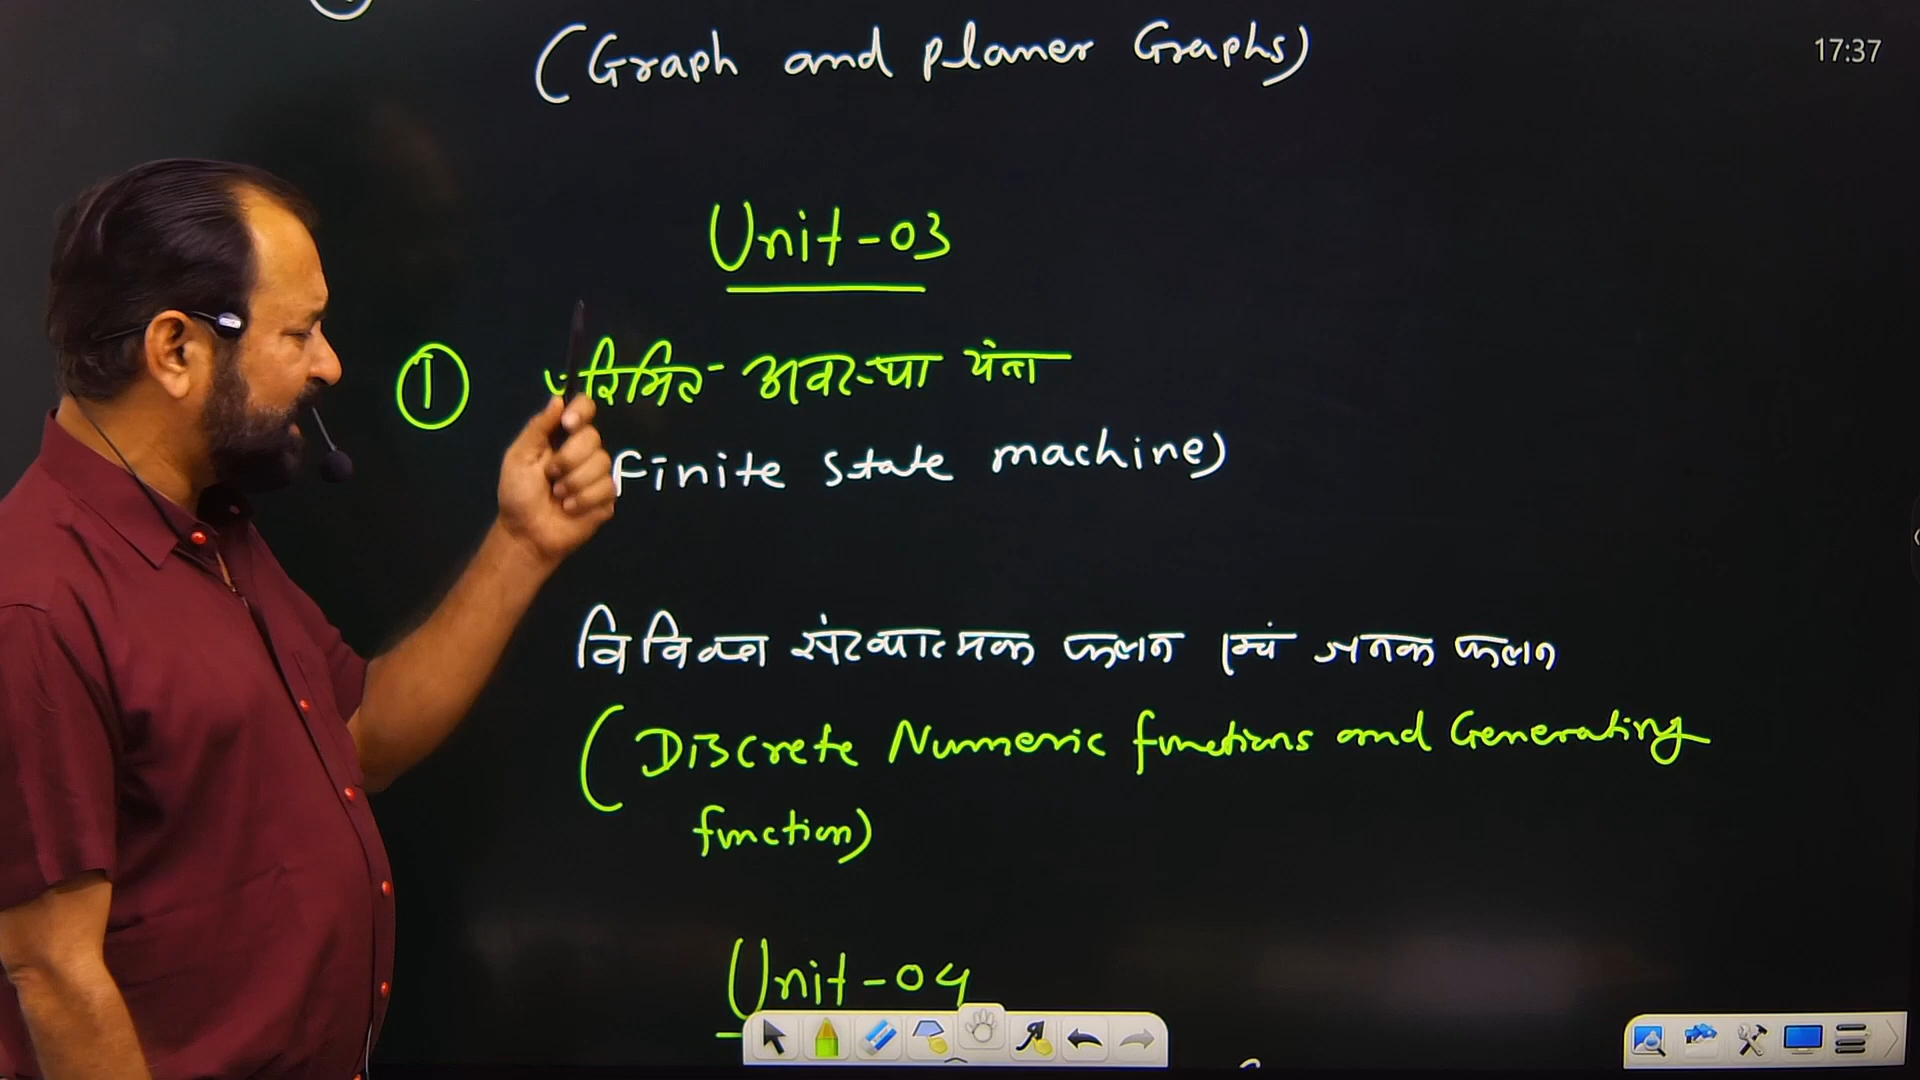 (Graph and planer Graphs)
17:37
Unit-03
① परिमित अवस्था यंत्र
Finite State machine)
विविक्त संख्यात्मक फलन एवं जनक फलन
(Discrete Numeric functions and Generating
function)
Unit-04